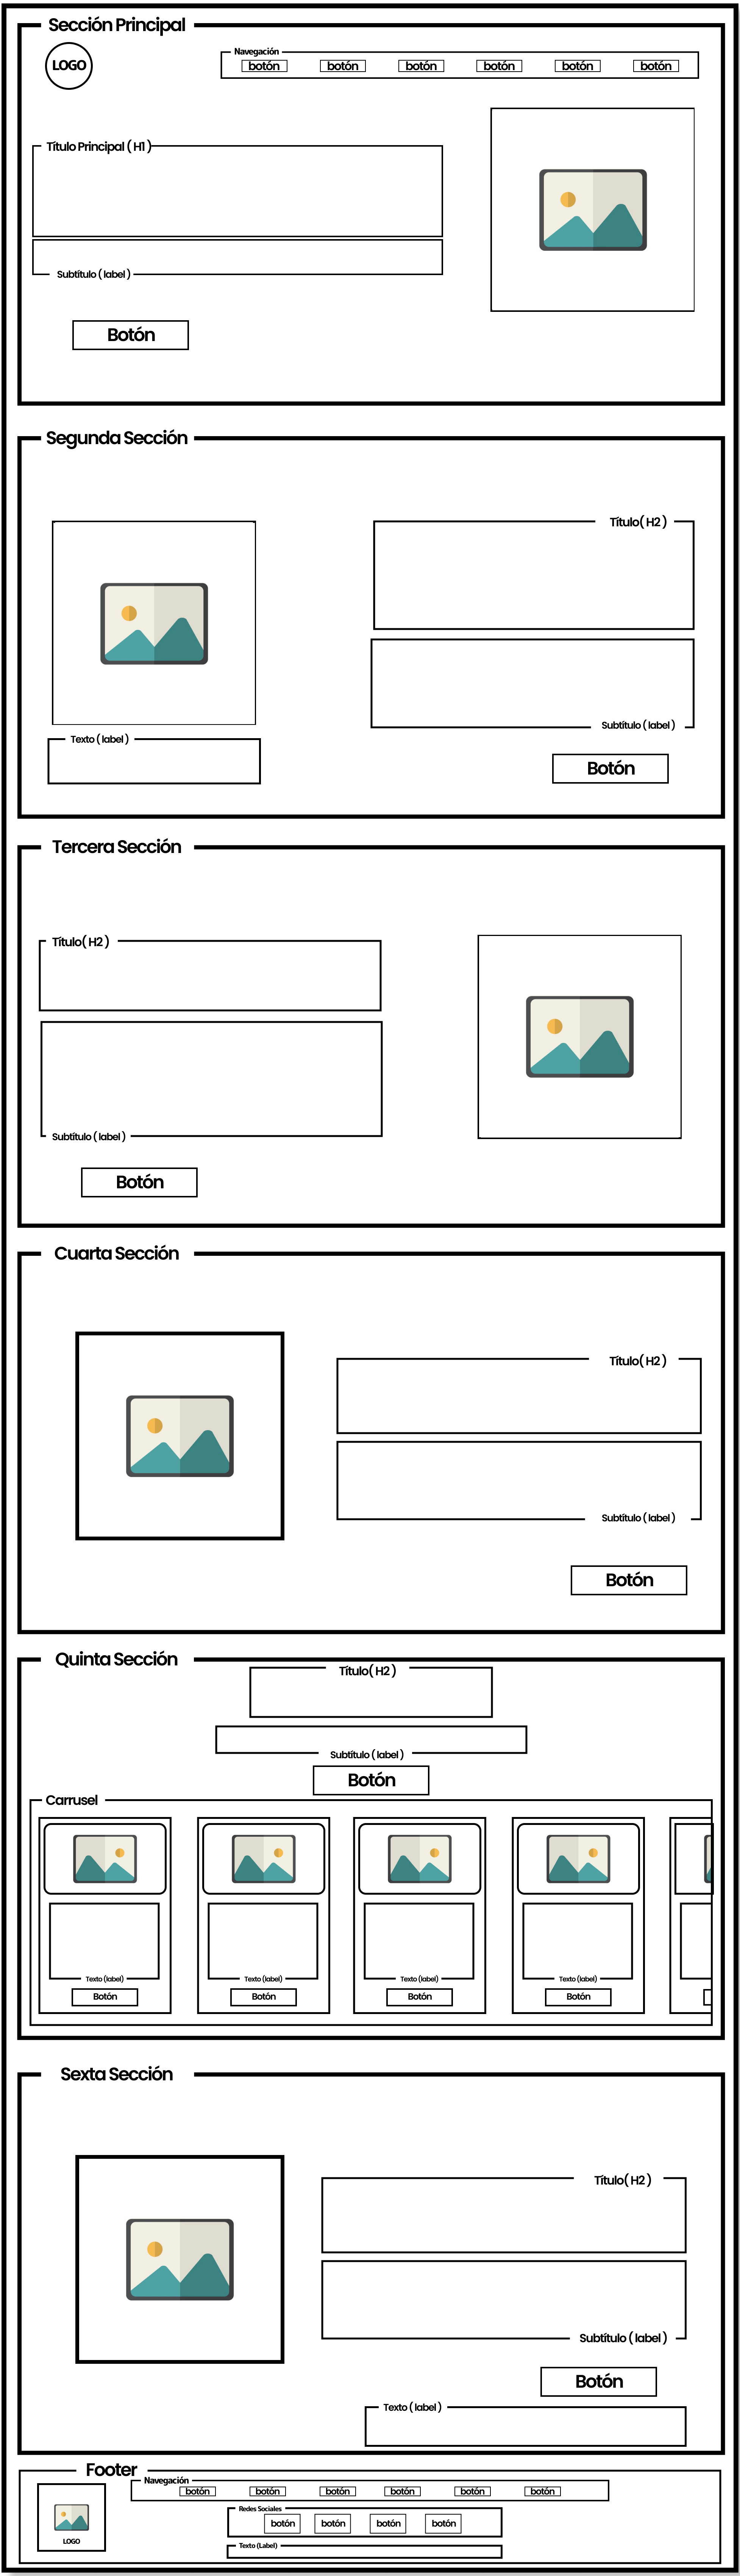 Sección Principal
LOGO
Navegación
botón botón botón botón botón botón
Título Principal ( H1 )
Subtítulo ( label )
Botón
Segunda Sección
Título( H2 )
Subtítulo ( label )
Texto ( label )
Botón
Tercera Sección
Título( H2 )
Subtítulo ( label )
Botón
Cuarta Sección
Título( H2 )
Subtítulo ( label )
Botón
Quinta Sección
Título( H2 )
Subtítulo ( label )
Botón
Carrusel
Texto (label) Texto (label) Texto (label) Texto (label)
Botón Botón Botón Botón
Sexta Sección
Título( H2 )
Subtítulo ( label )
Botón
Texto ( label )
Footer
Navegación
botón botón botón botón botón botón
Redes Sociales
botón botón botón botón
LOGO
Texto (Label)